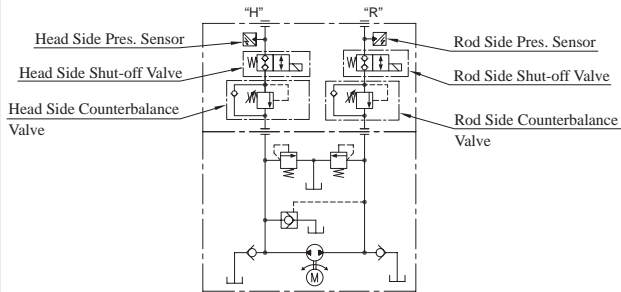 "H"
"R"
Head Side Pres. Sensor
Rod Side Pres. Sensor
Head Side Shut-off Valve
Rod Side Shut-off Valve
Head Side Counterbalance
Valve
Rod Side Counterbalance
Valve
M